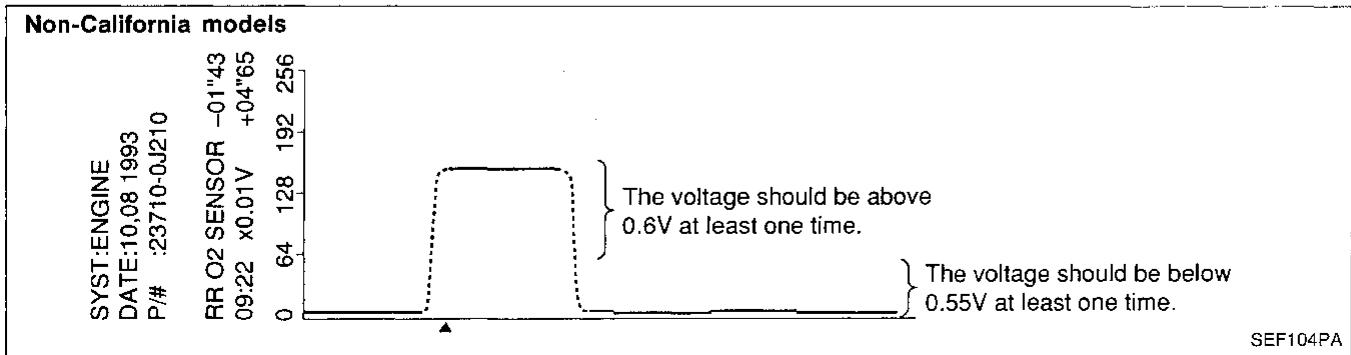 Non-California models
SYST:ENGINE
DATE:10,08 1993
P/# :23710-0J210
RR O2 SENSOR -01"43
09:22 x0.01V +04"65
256
192
128
64
0
The voltage should be above
0.6V at least one time.
The voltage should be below
0.55V at least one time.
SEF104PA